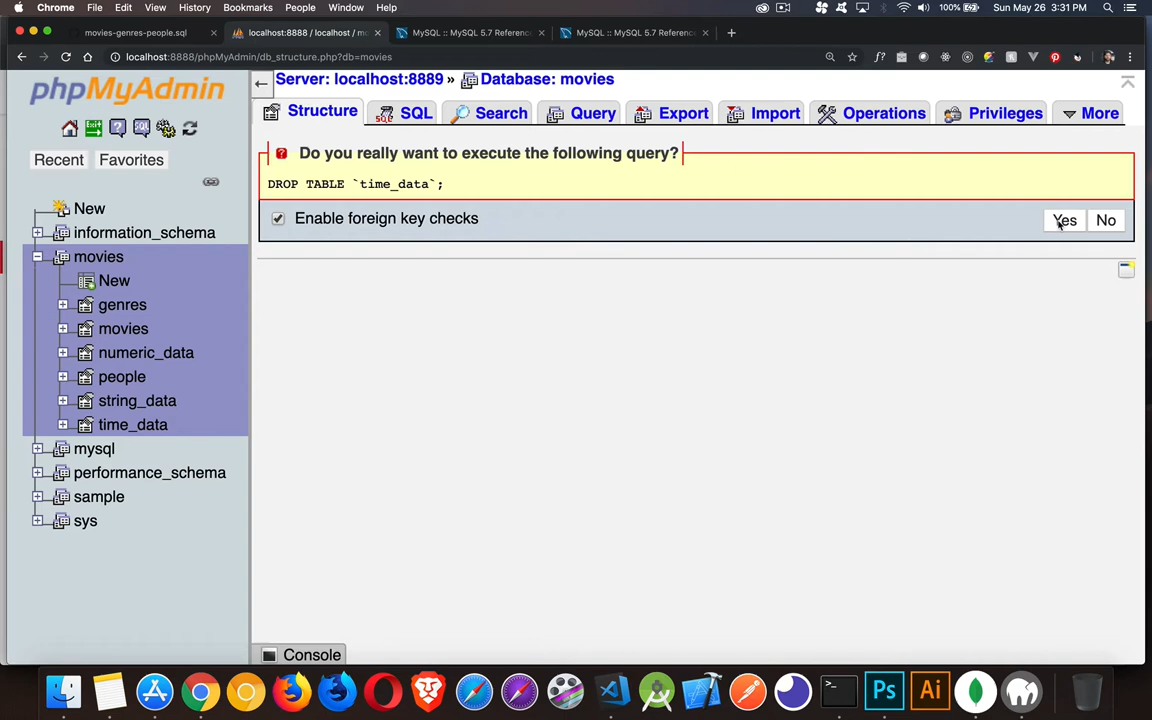 Chrome File Edit View History Bookmarks People Window Help 100% Sun May 26 3:31 PM
movies-genres-people.sql localhost:8888 / localhost / mo MySQL :: MySQL 5.7 Referenc MySQL :: MySQL 5.7 Referenc
localhost:8888/phpMyAdmin/db_structure.php?db=movies
phpMyAdmin
Server: localhost:8889 » Database: movies
Structure SQL Search Query Export Import Operations Privileges More
Recent Favorites
Do you really want to execute the following query?
DROP TABLE `time_data`;
Enable foreign key checks
Yes No
New
information_schema
movies
New
genres
movies
numeric_data
people
string_data
time_data
mysql
performance_schema
sample
sys
Console
>_ Ps Ai